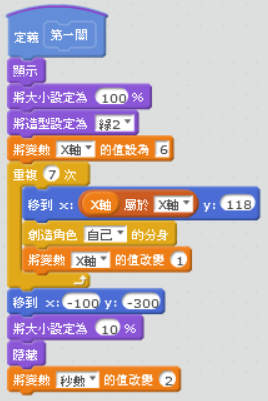 定義 第一關
顯示
將大小設定為 100 %
將造型設定為 綠2
將變數 X軸 的值設為 6
重複 7 次
移到 x: X軸 屬於 X軸 y: 118
創造角色 自己 的分身
將變數 X軸 的值改變 1
移到 x: -100 y: -300
將大小設定為 10 %
隱藏
將變數 秒數 的值改變 2